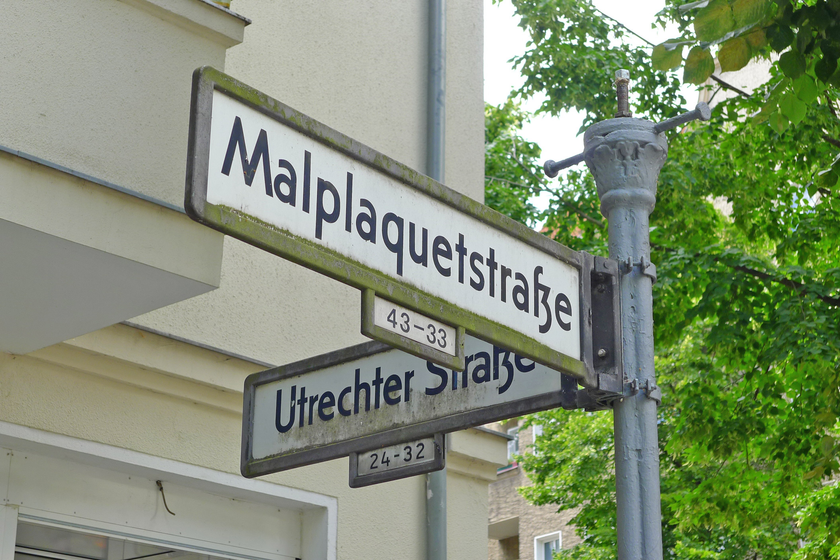 Malplaquetstraße
43-33
Utrechter Straße
24-32